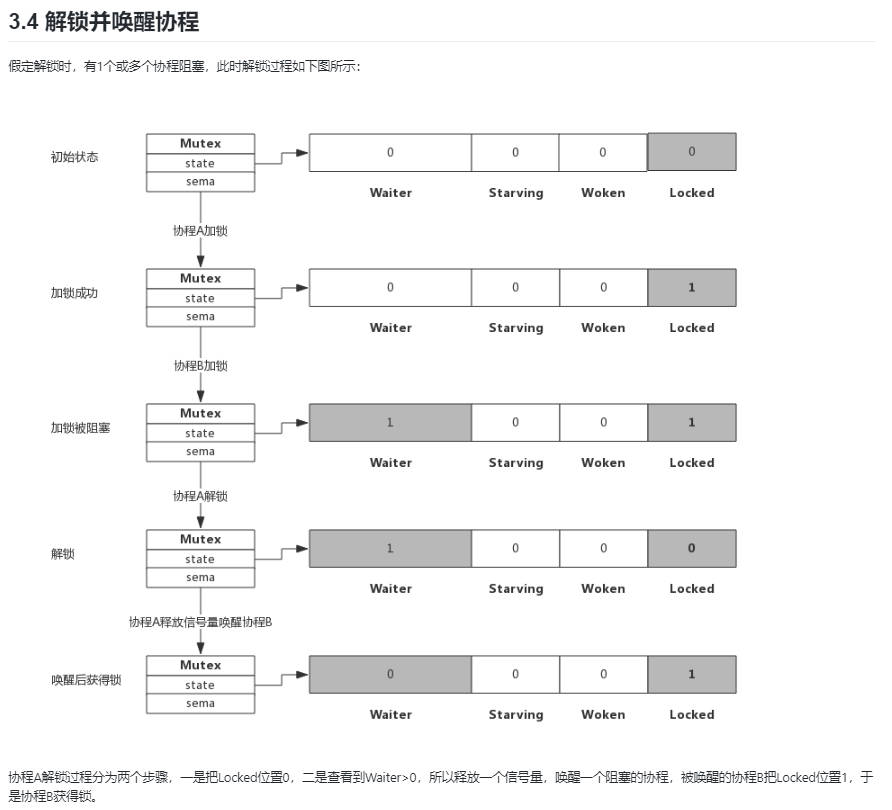 3.4 解锁并唤醒协程
假定解锁时，有1个或多个协程阻塞，此时解锁过程如下图所示：
初始状态
Mutex
state
sema
0 0 0 0
Waiter Starving Woken Locked
协程A加锁
加锁成功
Mutex
state
sema
0 0 0 1
Waiter Starving Woken Locked
协程B加锁
加锁被阻塞
Mutex
state
sema
1 0 0 1
Waiter Starving Woken Locked
协程A解锁
解锁
Mutex
state
sema
1 0 0 0
Waiter Starving Woken Locked
协程A释放信号量唤醒协程B
唤醒后获得锁
Mutex
state
sema
0 0 0 1
Waiter Starving Woken Locked
协程A解锁过程分为两个步骤，一是把Locked位置0，二是查看到Waiter>0，所以释放一个信号量，唤醒一个阻塞的协程，被唤醒的协程B把Locked位置1，于
是协程B获得锁。